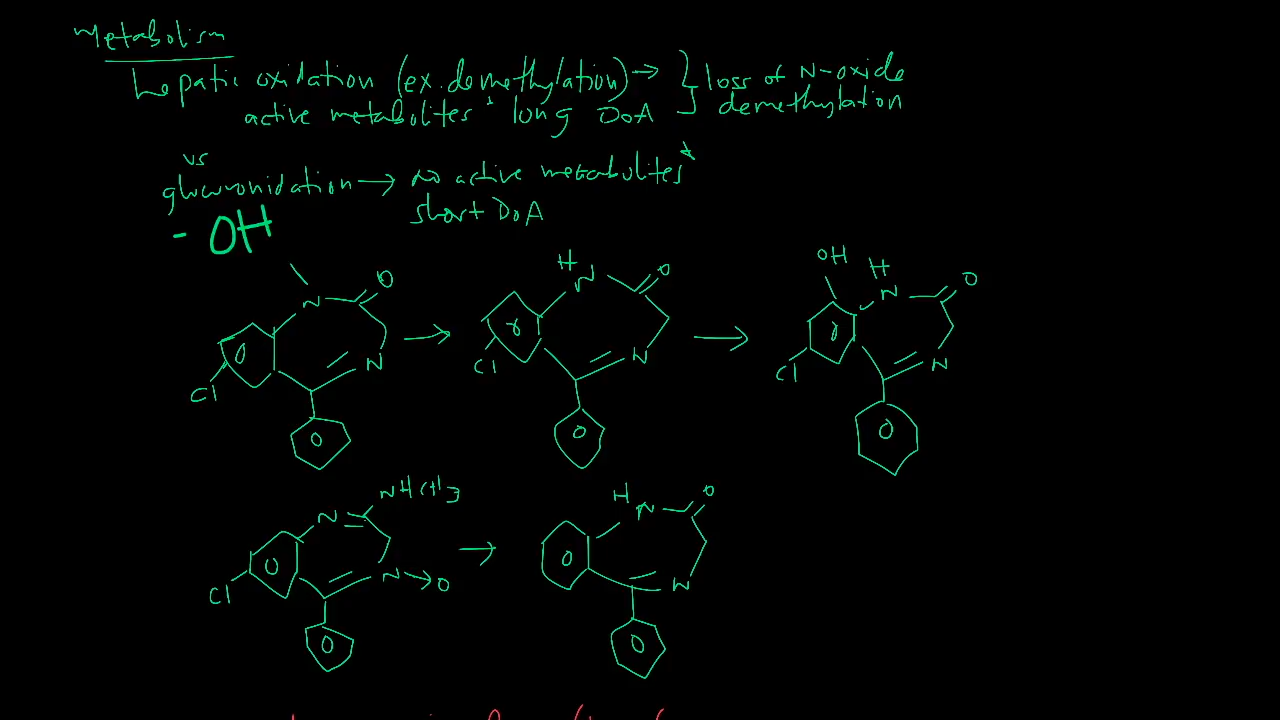 Metabolism
hepatic oxidation (ex. demethylation) → } loss of N-oxide
active metabolites + long DoA demethylation
vs
glucuronidation → no active metabolites +
short DoA
- OH
N O N Cl
H N O N Cl
OH H N O N Cl
N NHCH3 N → O Cl
H N O N